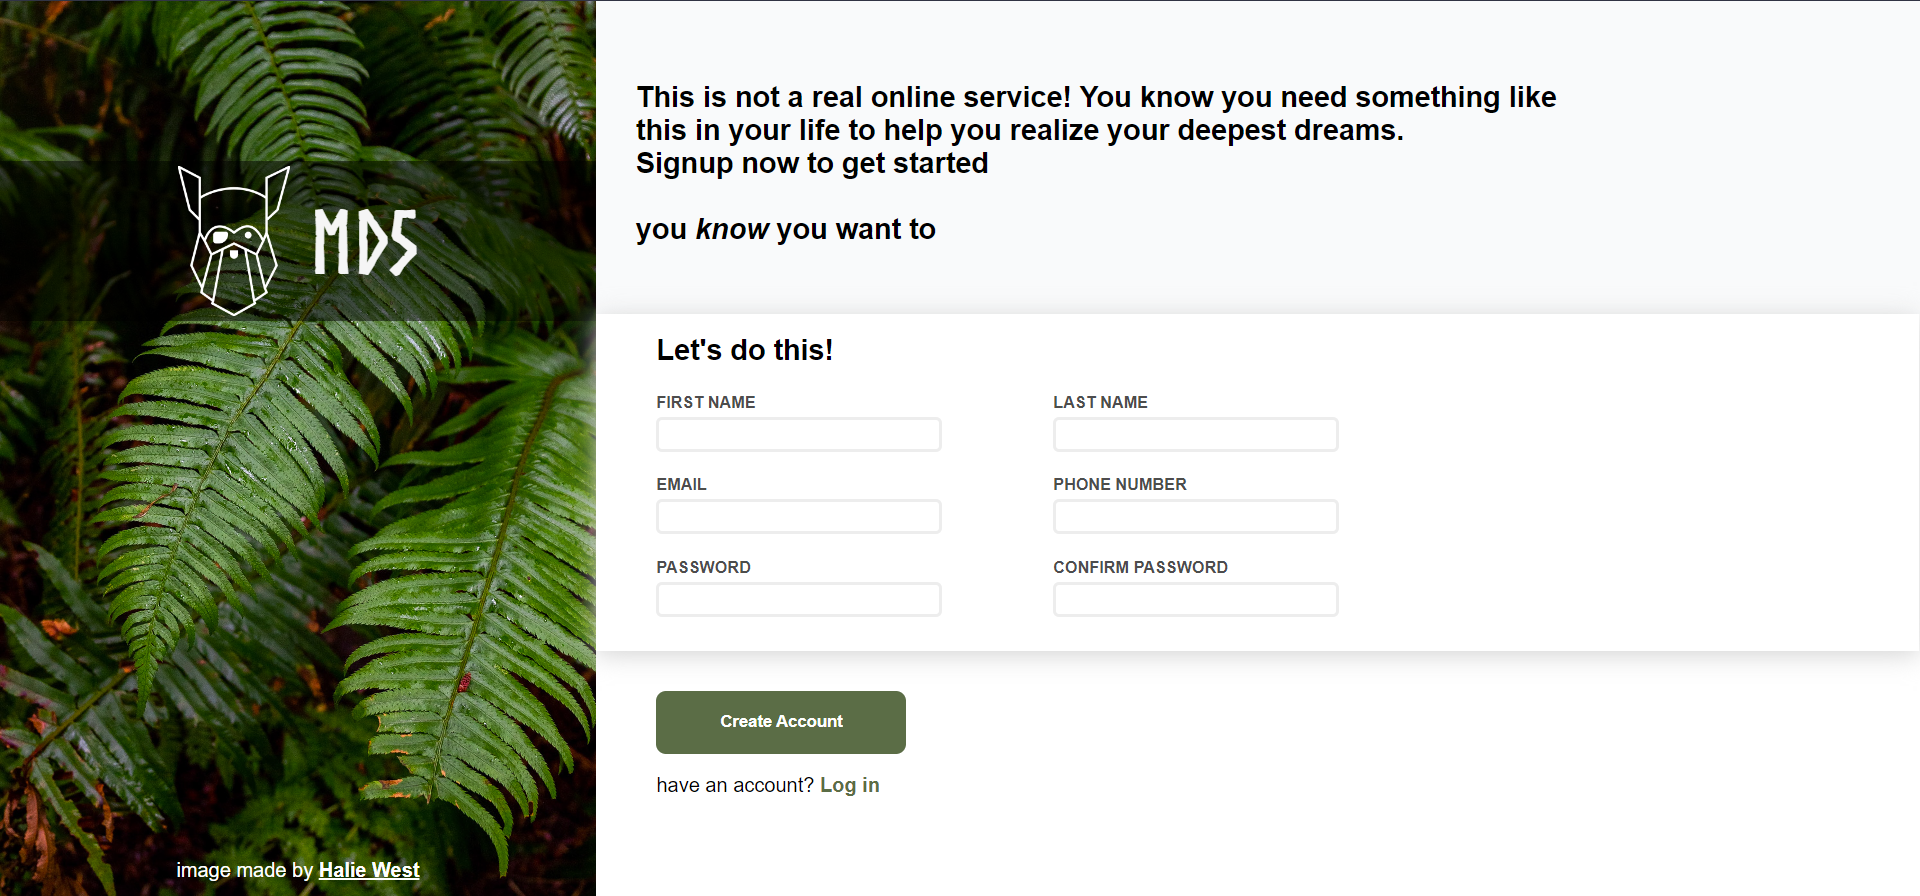 MDS
image made by Halie West
This is not a real online service! You know you need something like
this in your life to help you realize your deepest dreams.
Signup now to get started
you know you want to
Let's do this!
FIRST NAME
LAST NAME
EMAIL
PHONE NUMBER
PASSWORD
CONFIRM PASSWORD
Create Account
have an account? Log in